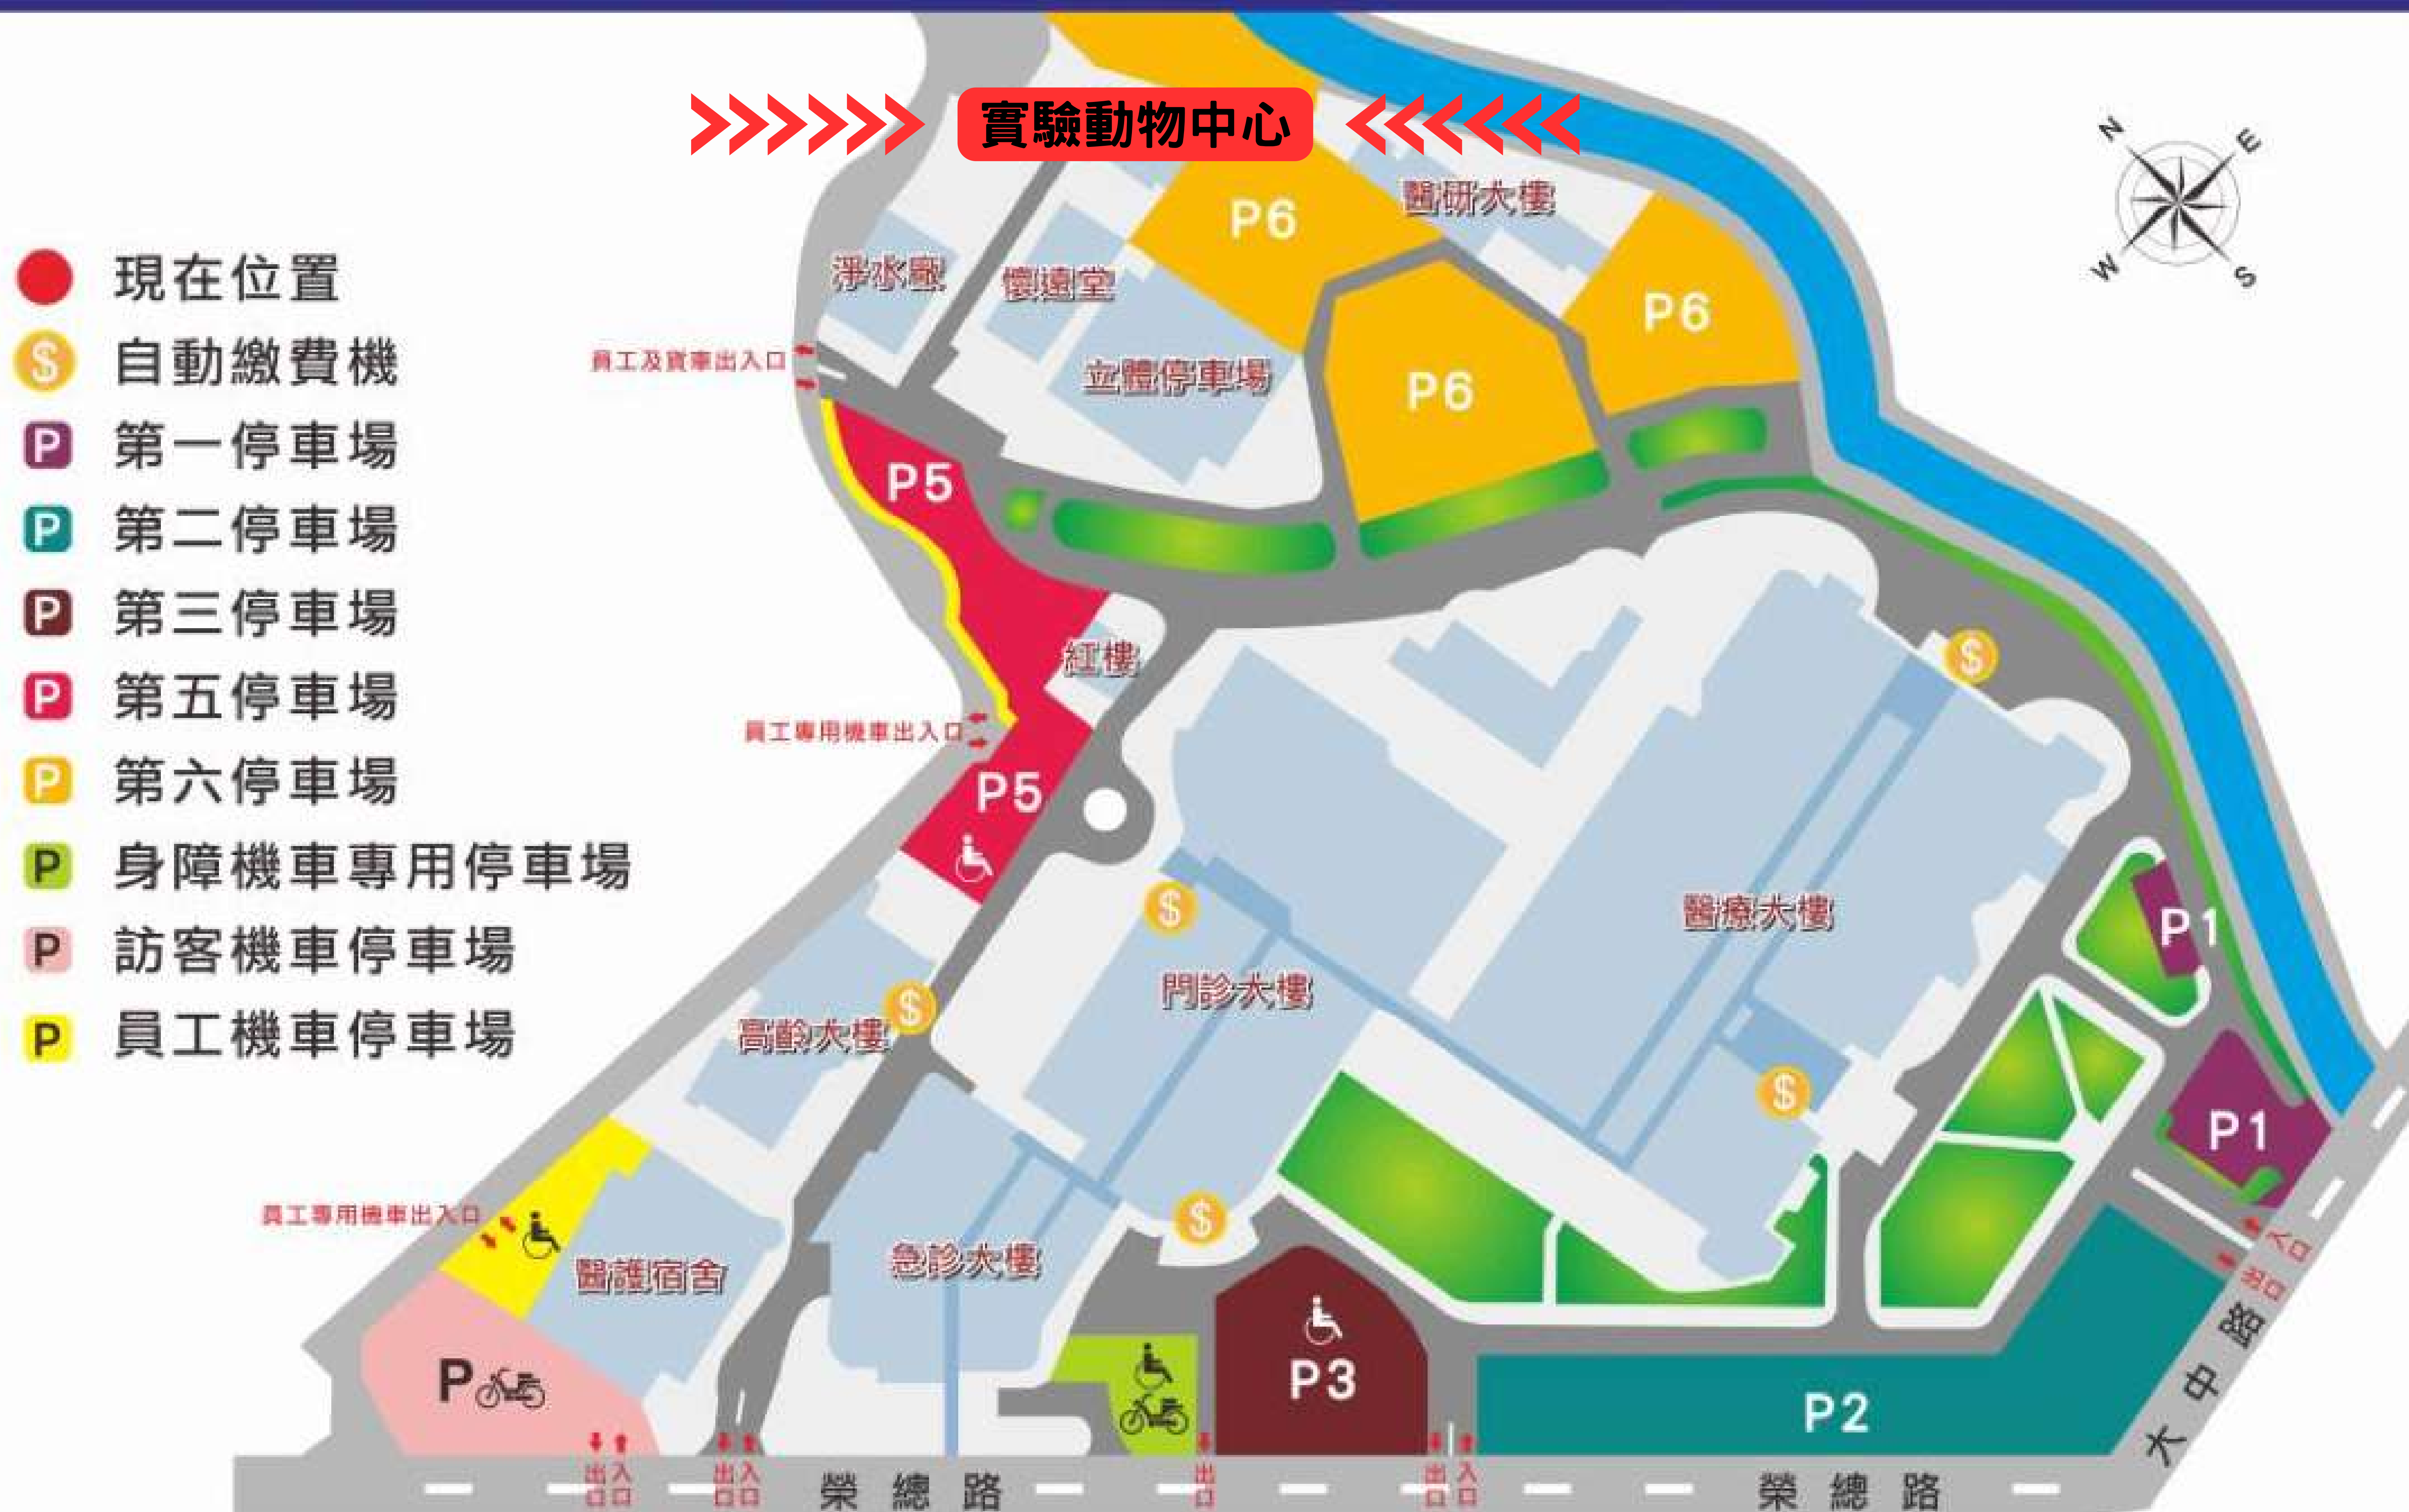 實驗動物中心
N
E
W
S
現在位置
$ 自動繳費機
P 第一停車場
P 第二停車場
P 第三停車場
P 第五停車場
P 第六停車場
P 身障機車專用停車場
P 訪客機車停車場
P 員工機車停車場
醫研大樓
P6
淨水廠
懷遠堂
P6
員工及貨車出入口
立體停車場
P6
P5
紅樓
$
員工專用機車出入口
P5
$
醫療大樓
P1
門診大樓
高齡大樓
$
$
P1
員工專用機車出入口
$
急診大樓
醫護宿舍
入口
出口
P3
P
P2
大中路
出口
入口
出口
入口
出口
出口
入口
榮總路
榮總路